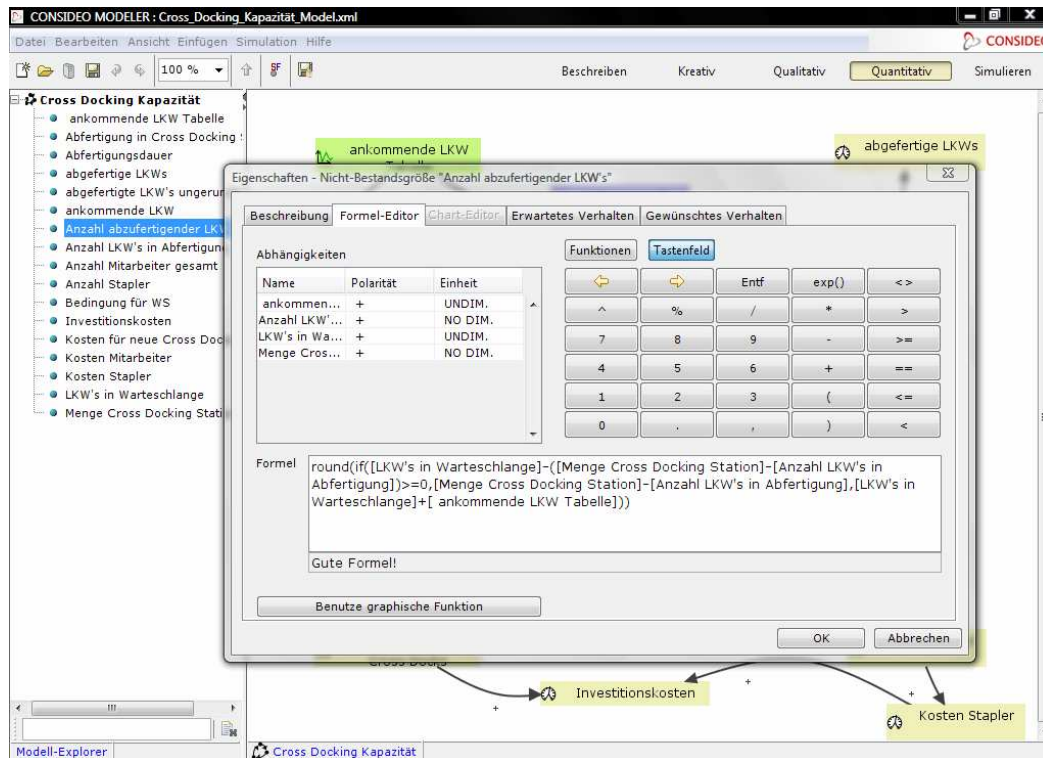 CONSIDEO MODELER : Cross_Docking_Kapazität_Model.xml
Datei Bearbeiten Ansicht Einfügen Simulation Hilfe
CONSIDEO
100 %
SF
Beschreiben Kreativ Qualitativ Quantitativ Simulieren
Cross Docking Kapazität
ankommende LKW Tabelle
Abfertigung in Cross Docking
Abfertigungsdauer
abgefertige LKWs
abgefertigte LKW's ungerun
ankommende LKW
Anzahl abzufertigender LKW
Anzahl LKW's in Abfertigun
Anzahl Mitarbeiter gesamt
Anzahl Stapler
Bedingung für WS
Investitionskosten
Kosten für neue Cross Doc
Kosten Mitarbeiter
Kosten Stapler
LKW's in Warteschlange
Menge Cross Docking Stati
Modell-Explorer
ankommende LKW
Tabelle
abgefertige LKWs
Eigenschaften - Nicht-Bestandsgröße "Anzahl abzufertigender LKW's"
Beschreibung Formel-Editor Chart-Editor Erwartetes Verhalten Gewünschtes Verhalten
Abhängigkeiten
Name Polarität Einheit
ankommen... + UNDIM.
Anzahl LKW'... + NO DIM.
LKW's in Wa... + UNDIM.
Menge Cros... + NO DIM.
Funktionen Tastenfeld
Entf exp() <>
^ % / * >
7 8 9 - >=
4 5 6 + ==
1 2 3 ( <=
0 . , ) <
Formel
round(if([LKW's in Warteschlange]-([Menge Cross Docking Station]-[Anzahl LKW's in
Abfertigung])>=0,[Menge Cross Docking Station]-[Anzahl LKW's in Abfertigung],[LKW's in
Warteschlange]+[ ankommende LKW Tabelle]))
Gute Formel!
Benutze graphische Funktion
OK Abbrechen
Cross Docks
Investitionskosten
+
+
+
Kosten Stapler
Cross Docking Kapazität